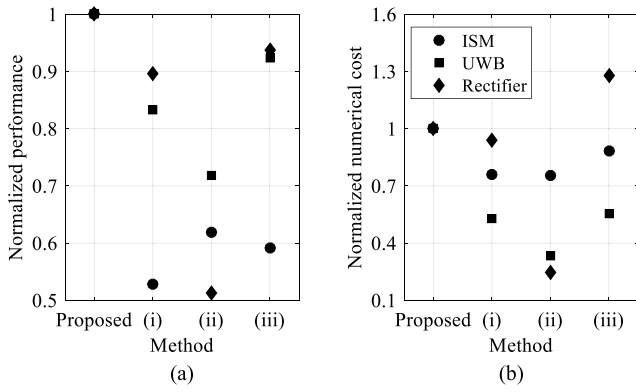 Normalized performance
1
0.9
0.8
0.7
0.6
0.5
Proposed (i) (ii) (iii)
Method
(a)
Normalized numerical cost
1.6
1.3
1.0
0.7
0.4
0.1
ISM
UWB
Rectifier
Proposed (i) (ii) (iii)
Method
(b)